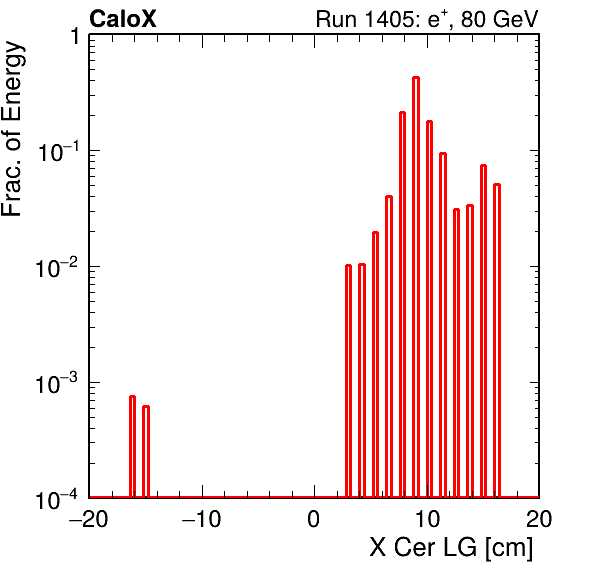 CaloX Run 1405: e⁺, 80 GeV
Frac. of Energy
1
10⁻¹
10⁻²
10⁻³
10⁻⁴
−20 −10 0 10 20
X Cer LG [cm]